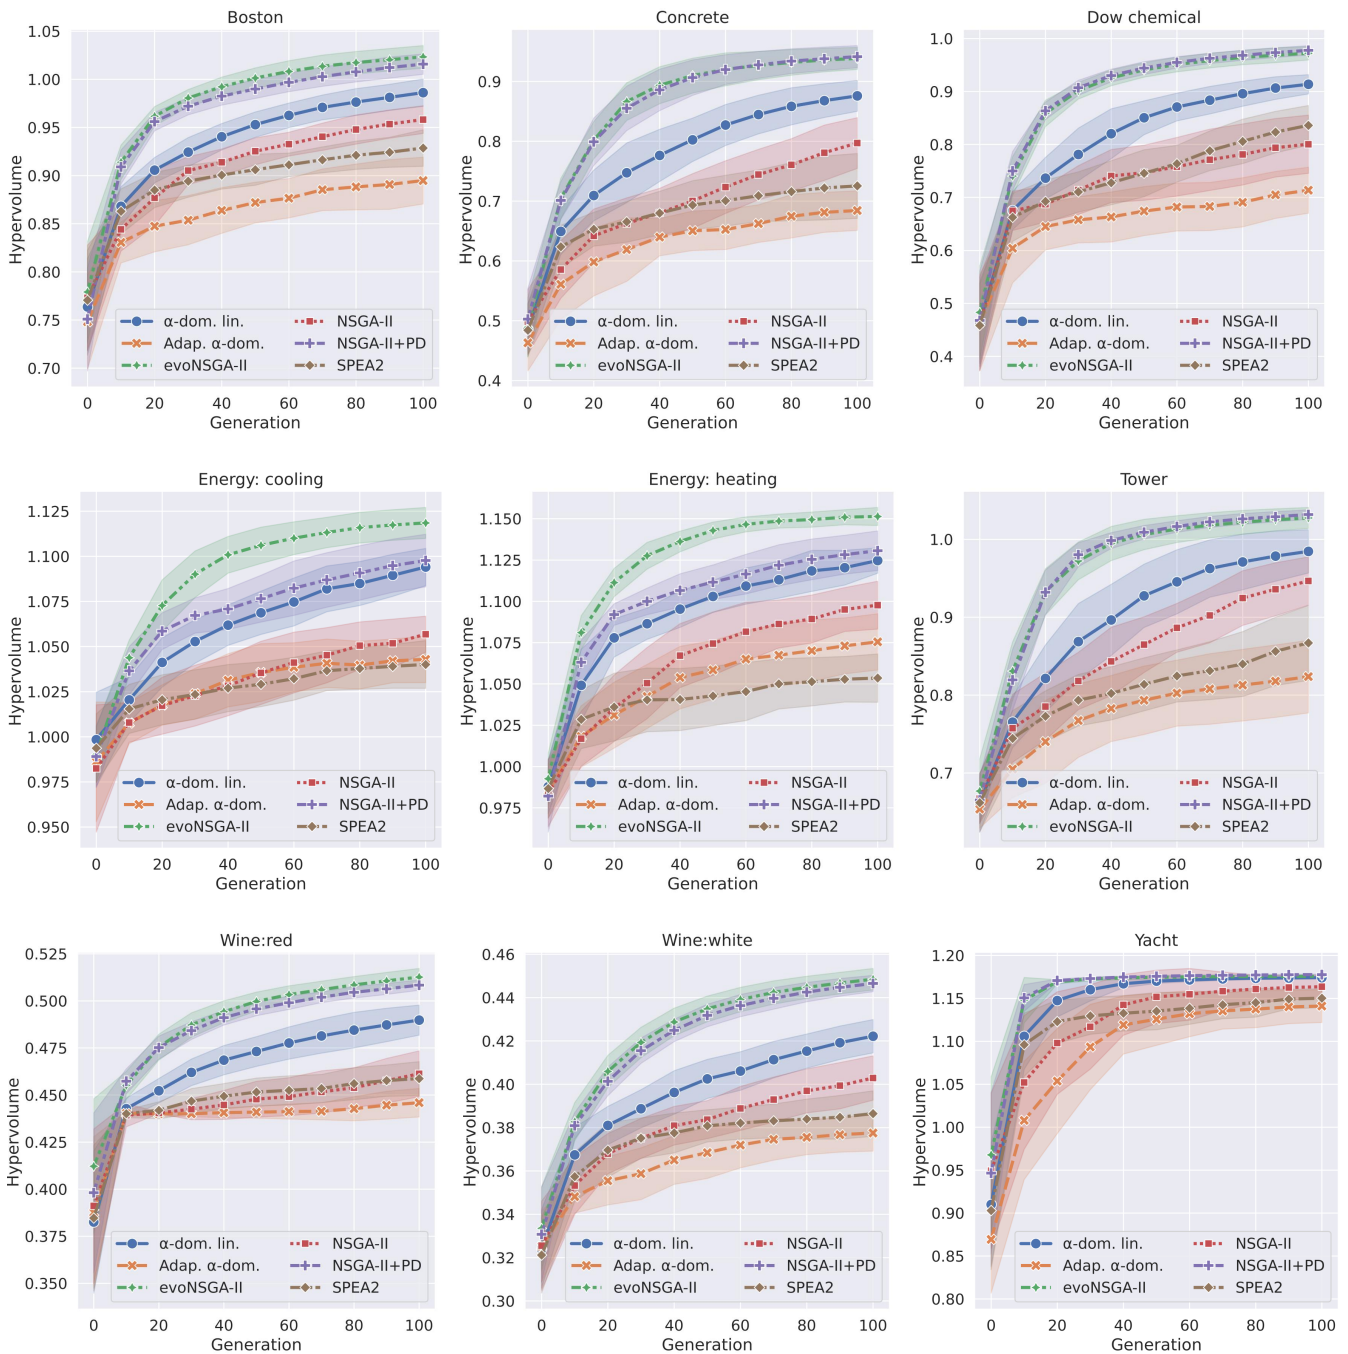 Boston
Hypervolume
1.05
1.00
0.95
0.90
0.85
0.80
0.75
0.70
α-dom. lin.
Adap. α-dom.
evoNSGA-II
NSGA-II
NSGA-II+PD
SPEA2
0 20 40 60 80 100
Generation
Concrete
Hypervolume
0.9
0.8
0.7
0.6
0.5
0.4
α-dom. lin.
Adap. α-dom.
evoNSGA-II
NSGA-II
NSGA-II+PD
SPEA2
0 20 40 60 80 100
Generation
Dow chemical
Hypervolume
1.0
0.9
0.8
0.7
0.6
0.5
0.4
α-dom. lin.
Adap. α-dom.
evoNSGA-II
NSGA-II
NSGA-II+PD
SPEA2
0 20 40 60 80 100
Generation
Energy: cooling
Hypervolume
1.125
1.100
1.075
1.050
1.025
1.000
0.975
0.950
α-dom. lin.
Adap. α-dom.
evoNSGA-II
NSGA-II
NSGA-II+PD
SPEA2
0 20 40 60 80 100
Generation
Energy: heating
Hypervolume
1.150
1.125
1.100
1.075
1.050
1.025
1.000
0.975
α-dom. lin.
Adap. α-dom.
evoNSGA-II
NSGA-II
NSGA-II+PD
SPEA2
0 20 40 60 80 100
Generation
Tower
Hypervolume
1.0
0.9
0.8
0.7
α-dom. lin.
Adap. α-dom.
evoNSGA-II
NSGA-II
NSGA-II+PD
SPEA2
0 20 40 60 80 100
Generation
Wine:red
Hypervolume
0.525
0.500
0.475
0.450
0.425
0.400
0.375
0.350
α-dom. lin.
Adap. α-dom.
evoNSGA-II
NSGA-II
NSGA-II+PD
SPEA2
0 20 40 60 80 100
Generation
Wine:white
Hypervolume
0.46
0.44
0.42
0.40
0.38
0.36
0.34
0.32
0.30
α-dom. lin.
Adap. α-dom.
evoNSGA-II
NSGA-II
NSGA-II+PD
SPEA2
0 20 40 60 80 100
Generation
Yacht
Hypervolume
1.20
1.15
1.10
1.05
1.00
0.95
0.90
0.85
0.80
α-dom. lin.
Adap. α-dom.
evoNSGA-II
NSGA-II
NSGA-II+PD
SPEA2
0 20 40 60 80 100
Generation